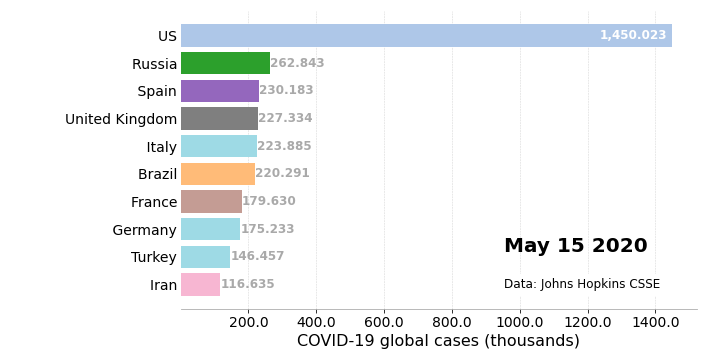 US 1,450.023
Russia 262.843
Spain 230.183
United Kingdom 227.334
Italy 223.885
Brazil 220.291
France 179.630
Germany 175.233
Turkey 146.457
Iran 116.635
May 15 2020
Data: Johns Hopkins CSSE
200.0 400.0 600.0 800.0 1000.0 1200.0 1400.0
COVID-19 global cases (thousands)